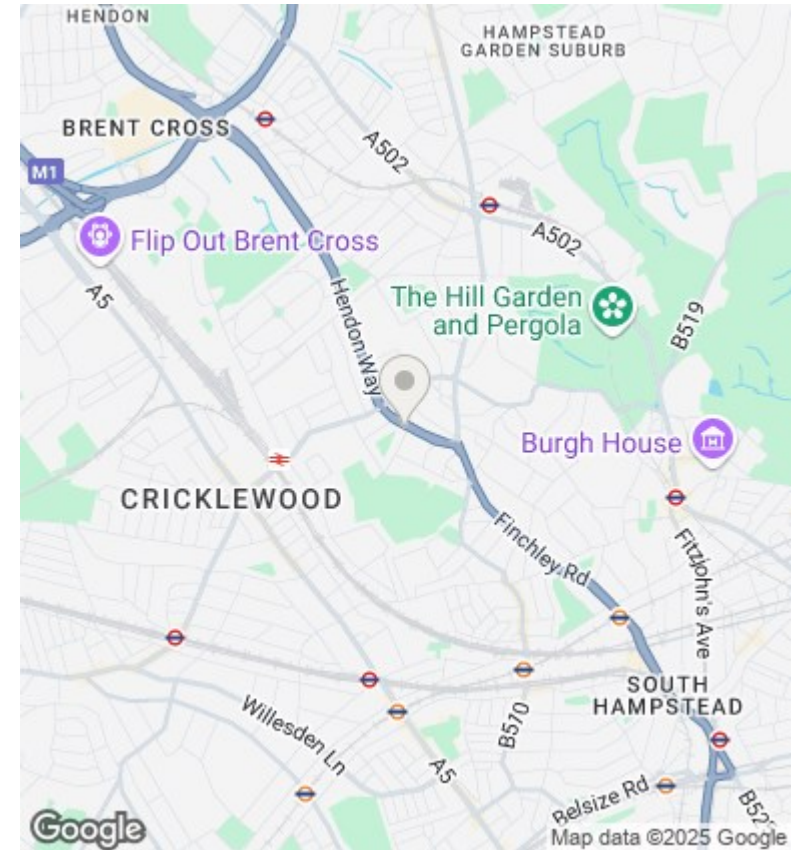 HENDON
HAMPSTEAD
GARDEN SUBURB
BRENT CROSS
A502
M1
A502
Flip Out Brent Cross
A5
Hendon Way
The Hill Garden
and Pergola
B519
Burgh House
CRICKLEWOOD
Finchley Rd
Fitzjohn's Ave
SOUTH
HAMPSTEAD
B510
Willesden Ln
A5
Belsize Rd
Google
Map data ©2025 Google